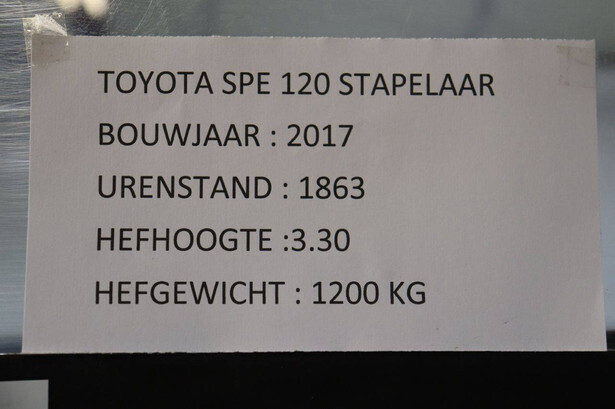 TOYOTA SPE 120 STAPELAAR
BOUWJAAR : 2017
URENSTAND : 1863
HEFHOOGTE :3.30
HEFGEWICHT : 1200 KG